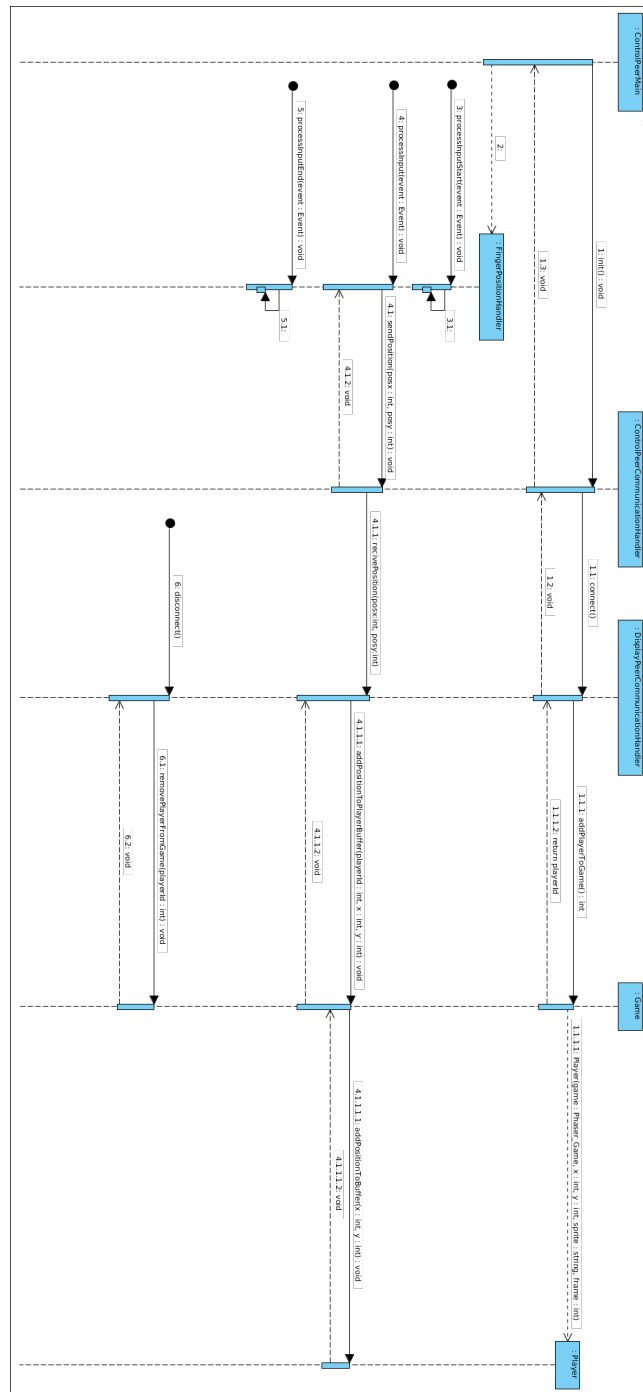 : ControlPeerMain
: FingerPositionHandler
: ControlPeerCommunicationHandler
: DisplayPeerCommunicationHandler
: Game
: Player
1: init() : void
1.1: connect()
1.1.1: addPlayerToGame() : int
1.1.1.1: Player(game : Phaser_Game, x : int, y : int, sprite : string, frame : int)
1.1.1.2: return playerId
1.2: void
1.3: void
2:
3: processInputStart(event : Event) : void
3.1:
4: processInput(event : Event) : void
4.1: sendPosition(posx : int, posy : int) : void
4.1.1: recivePosition(posx:int, posy:int)
4.1.1.1: addPositionToPlayerBuffer(playerId : int, x : int, y : int) : void
4.1.1.1.1: addPositionToBuffer(x : int, y : int) : void
4.1.1.1.2: void
4.1.1.2: void
4.1.2: void
5: processInputEnd(event : Event) : void
5.1:
6: disconnect()
6.1: removePlayerFromGame(playerId : int) : void
6.2: void